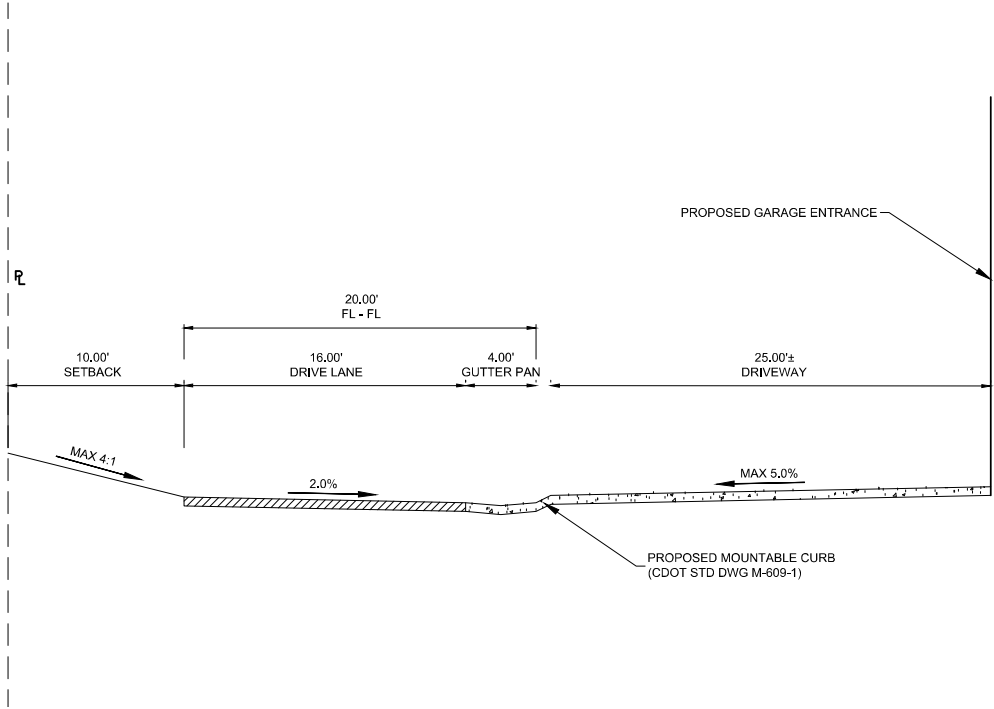 PROPOSED GARAGE ENTRANCE
℄
20.00'
FL - FL
10.00'
SETBACK
16.00'
DRIVE LANE
4.00'
GUTTER PAN
25.00'±
DRIVEWAY
MAX 4:1
2.0%
MAX 5.0%
PROPOSED MOUNTABLE CURB
(CDOT STD DWG M-609-1)